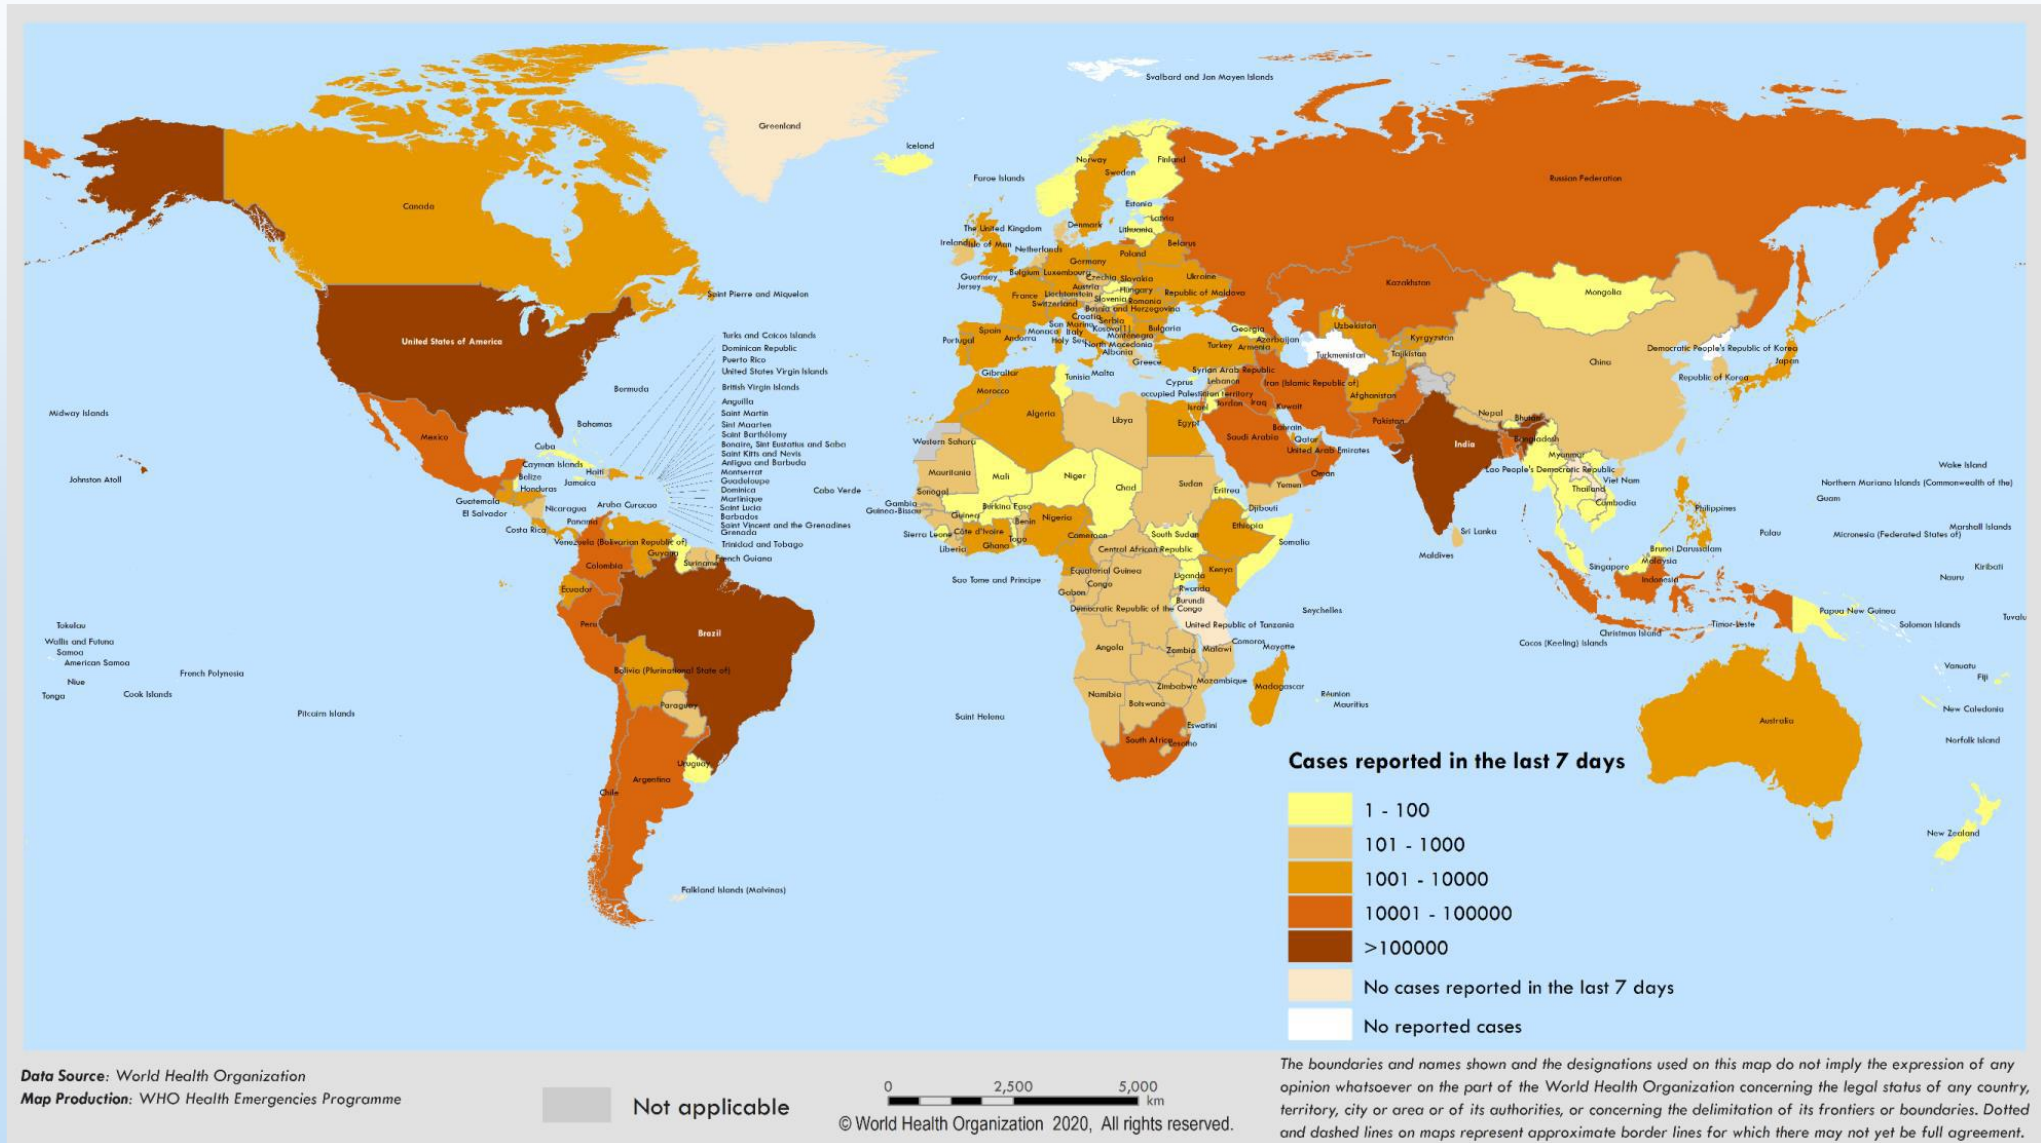 Svalbard and Jan Mayen Islands
Greenland
Iceland
Faroe Islands
Norway
Sweden
Finland
Russian Federation
Canada
Estonia
Latvia
Lithuania
Denmark
The United Kingdom
Ireland
Isle of Man
Netherlands
Belarus
Poland
Germany
Guernsey
Jersey
Belgium
Luxembourg
Czechia
Slovakia
Ukraine
Austria
Hungary
France
Liechtenstein
Switzerland
Slovenia
Romania
Republic of Moldova
Bosnia and Herzegovina
Croatia
Serbia
San Marino
Monaco
Italy
Kosovo[1]
Bulgaria
Montenegro
Spain
Andorra
Holy See
North Macedonia
Albania
Portugal
Greece
Gibraltar
Malta
Turkey
Georgia
Armenia
Azerbaijan
Kazakhstan
Uzbekistan
Kyrgyzstan
Turkmenistan
Tajikistan
Mongolia
China
Democratic People's Republic of Korea
Republic of Korea
Japan
Saint Pierre and Miquelon
United States of America
Bermuda
Turks and Caicos Islands
Dominican Republic
Puerto Rico
United States Virgin Islands
British Virgin Islands
Anguilla
Saint Martin
Sint Maarten
Saint Barthélemy
Bonaire, Sint Eustatius and Saba
Saint Kitts and Nevis
Antigua and Barbuda
Montserrat
Guadeloupe
Dominica
Martinique
Saint Lucia
Barbados
Saint Vincent and the Grenadines
Grenada
Trinidad and Tobago
Midway Islands
Johnston Atoll
Mexico
Bahamas
Cuba
Cayman Islands
Haiti
Belize
Jamaica
Honduras
Guatemala
El Salvador
Nicaragua
Aruba
Curacao
Costa Rica
Panama
Venezuela (Bolivarian Republic of)
Guyana
Suriname
French Guiana
Colombia
Ecuador
Peru
Brazil
Bolivia (Plurinational State of)
Paraguay
Uruguay
Argentina
Chile
Falkland Islands (Malvinas)
Tokelau
Wallis and Futuna
Samoa
American Samoa
Niue
Tonga
Cook Islands
French Polynesia
Pitcairn Islands
Cabo Verde
Morocco
Algeria
Tunisia
Libya
Egypt
Western Sahara
Mauritania
Mali
Niger
Chad
Sudan
Eritrea
Djibouti
Senegal
Gambia
Guinea-Bissau
Guinea
Burkina Faso
Benin
Nigeria
Sierra Leone
Liberia
Côte d'Ivoire
Ghana
Togo
Cameroon
Central African Republic
South Sudan
Ethiopia
Somalia
Sao Tome and Principe
Equatorial Guinea
Gabon
Congo
Democratic Republic of the Congo
Uganda
Rwanda
Burundi
Kenya
United Republic of Tanzania
Seychelles
Comoros
Mayotte
Angola
Zambia
Malawi
Mozambique
Zimbabwe
Madagascar
Namibia
Botswana
Réunion
Mauritius
Saint Helena
Eswatini
South Africa
Lesotho
Cyprus
Syrian Arab Republic
Lebanon
occupied Palestinian territory
Israel
Jordan
Iraq
Iran (Islamic Republic of)
Kuwait
Afghanistan
Pakistan
Saudi Arabia
Bahrain
Qatar
United Arab Emirates
Oman
Yemen
India
Nepal
Bhutan
Bangladesh
Myanmar
Lao People's Democratic Republic
Viet Nam
Thailand
Cambodia
Sri Lanka
Maldives
Philippines
Brunei Darussalam
Malaysia
Singapore
Indonesia
Timor-Leste
Christmas Island
Cocos (Keeling) Islands
Papua New Guinea
Solomon Islands
Wake Island
Northern Mariana Islands (Commonwealth of the)
Guam
Palau
Marshall Islands
Micronesia (Federated States of)
Kiribati
Nauru
Tuvalu
Vanuatu
Fiji
New Caledonia
Norfolk Island
Australia
New Zealand
Cases reported in the last 7 days
1 - 100
101 - 1000
1001 - 10000
10001 - 100000
>100000
No cases reported in the last 7 days
No reported cases
Data Source: World Health Organization
Map Production: WHO Health Emergencies Programme
Not applicable
0 2,500 5,000
km
© World Health Organization 2020, All rights reserved.
The boundaries and names shown and the designations used on this map do not imply the expression of any
opinion whatsoever on the part of the World Health Organization concerning the legal status of any country,
territory, city or area or of its authorities, or concerning the delimitation of its frontiers or boundaries. Dotted
and dashed lines on maps represent approximate border lines for which there may not yet be full agreement.